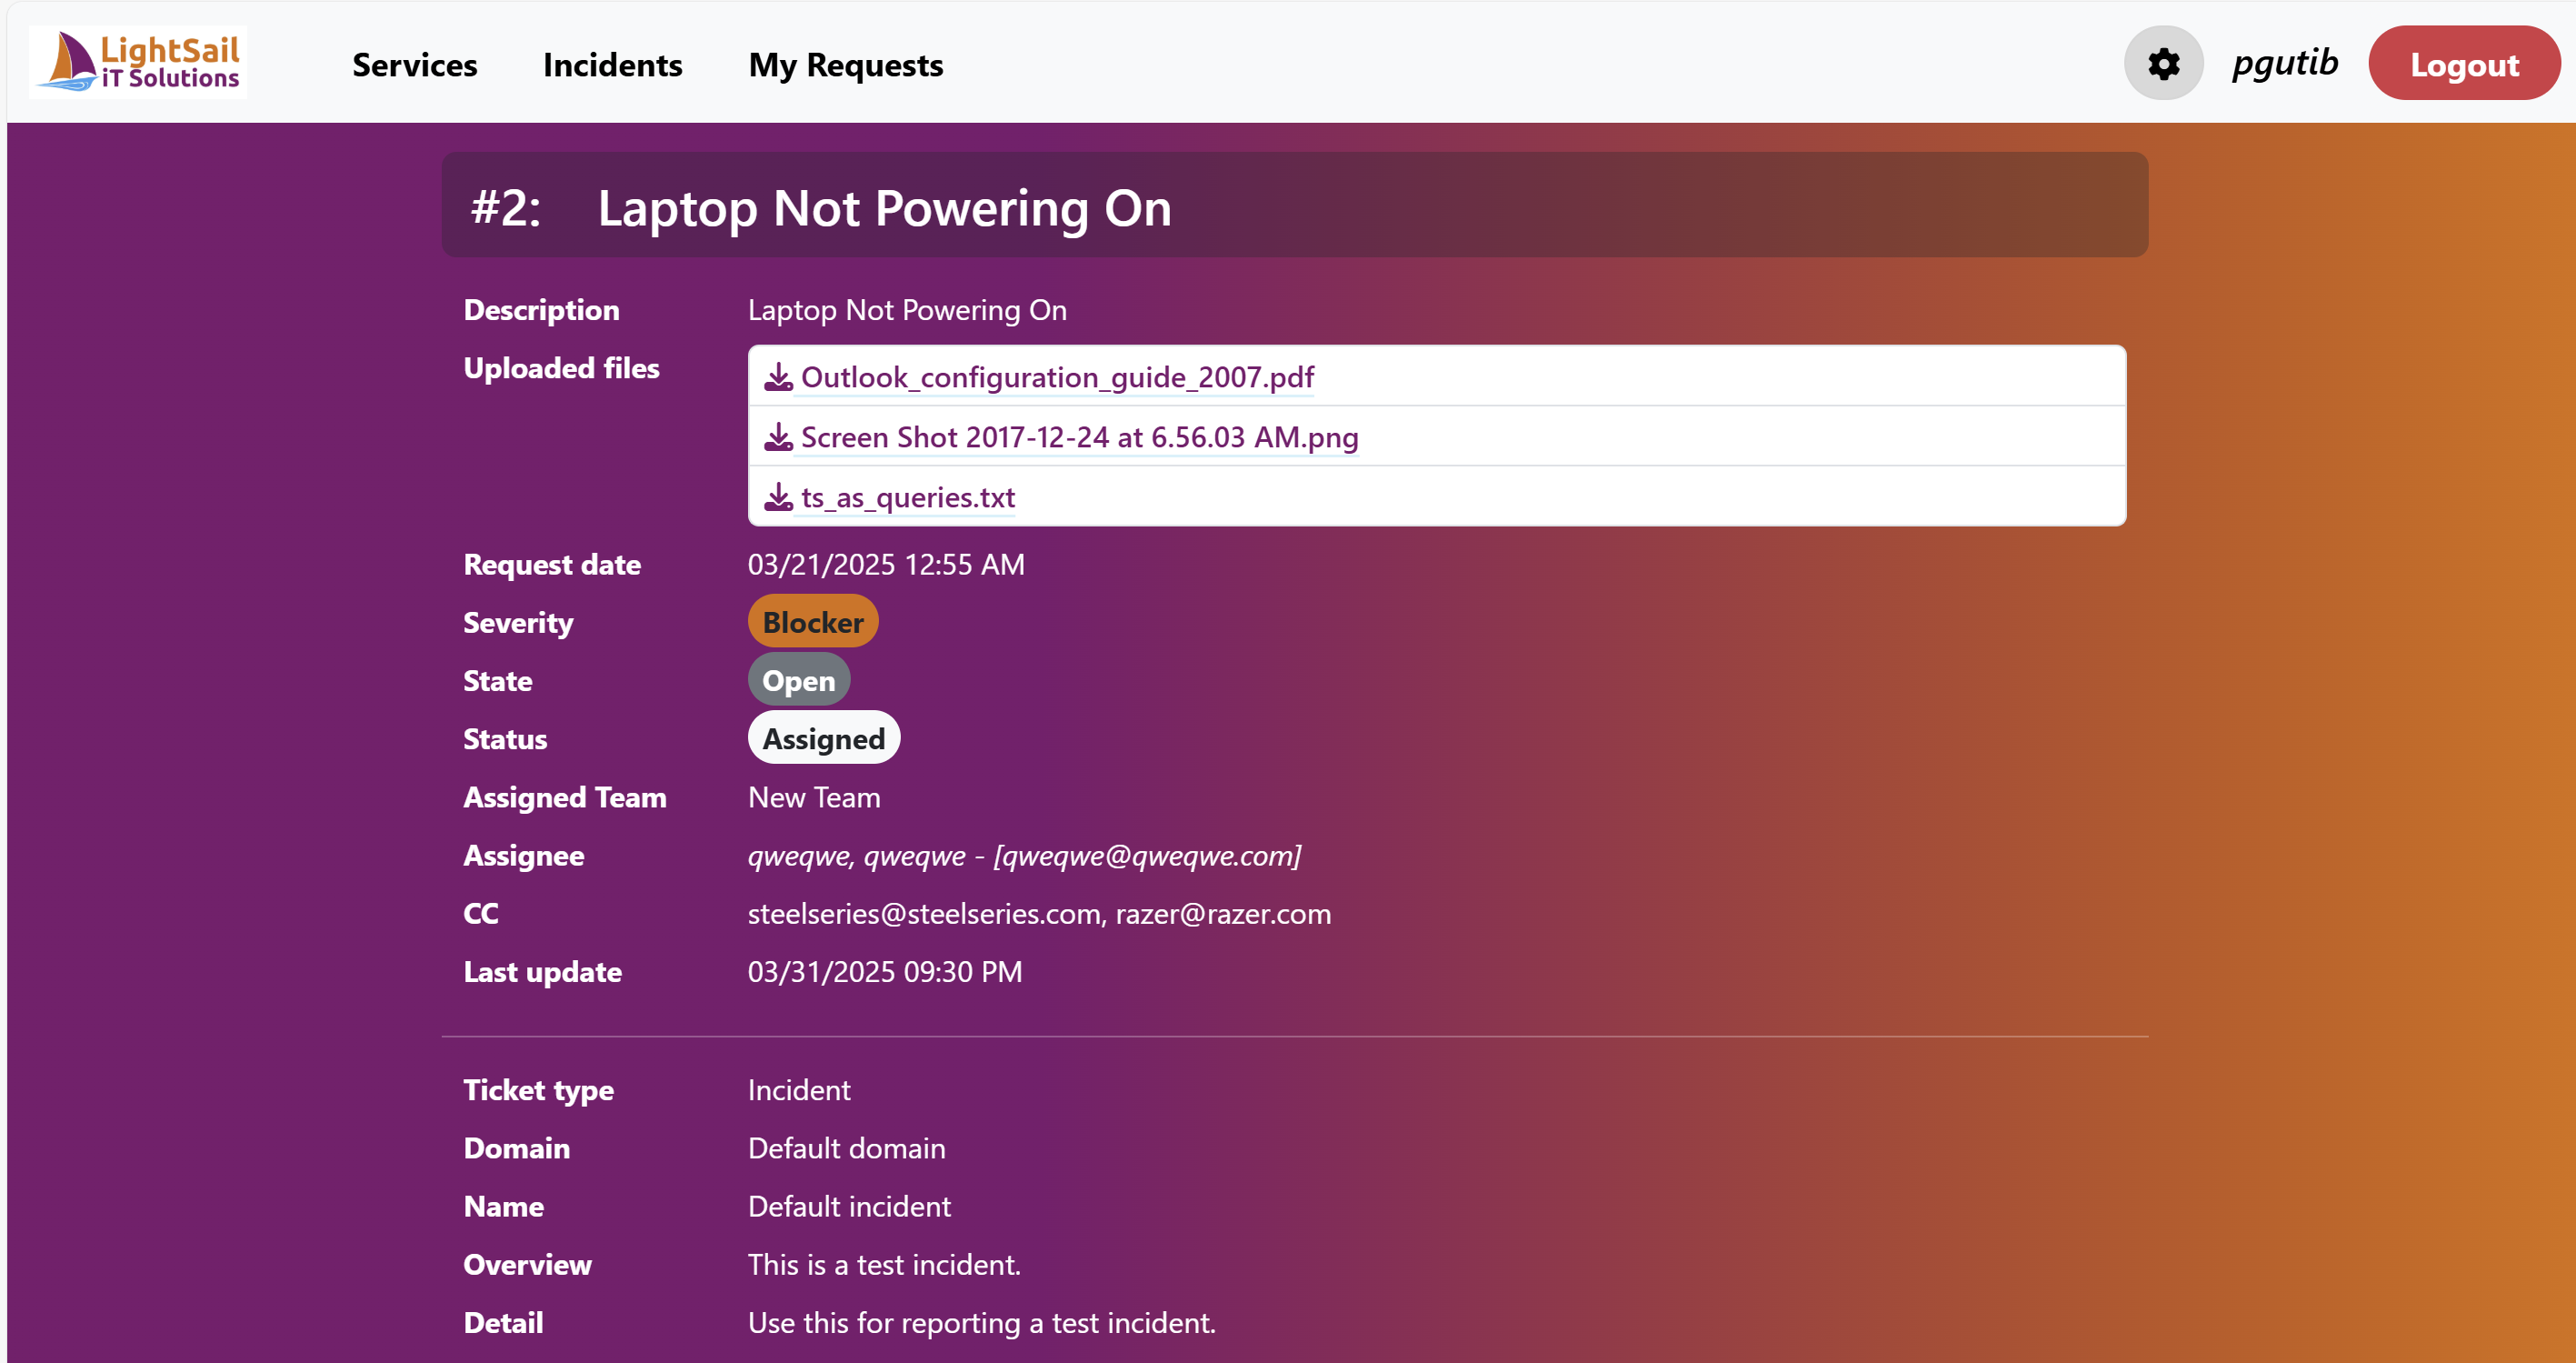 LightSail
iT Solutions
Services Incidents My Requests pgutib Logout
#2: Laptop Not Powering On
Description Laptop Not Powering On
Uploaded files Outlook_configuration_guide_2007.pdf
Screen Shot 2017-12-24 at 6.56.03 AM.png
ts_as_queries.txt
Request date 03/21/2025 12:55 AM
Severity Blocker
State Open
Status Assigned
Assigned Team New Team
Assignee qweqwe, qweqwe - [qweqwe@qweqwe.com]
CC steelseries@steelseries.com, razer@razer.com
Last update 03/31/2025 09:30 PM
Ticket type Incident
Domain Default domain
Name Default incident
Overview This is a test incident.
Detail Use this for reporting a test incident.